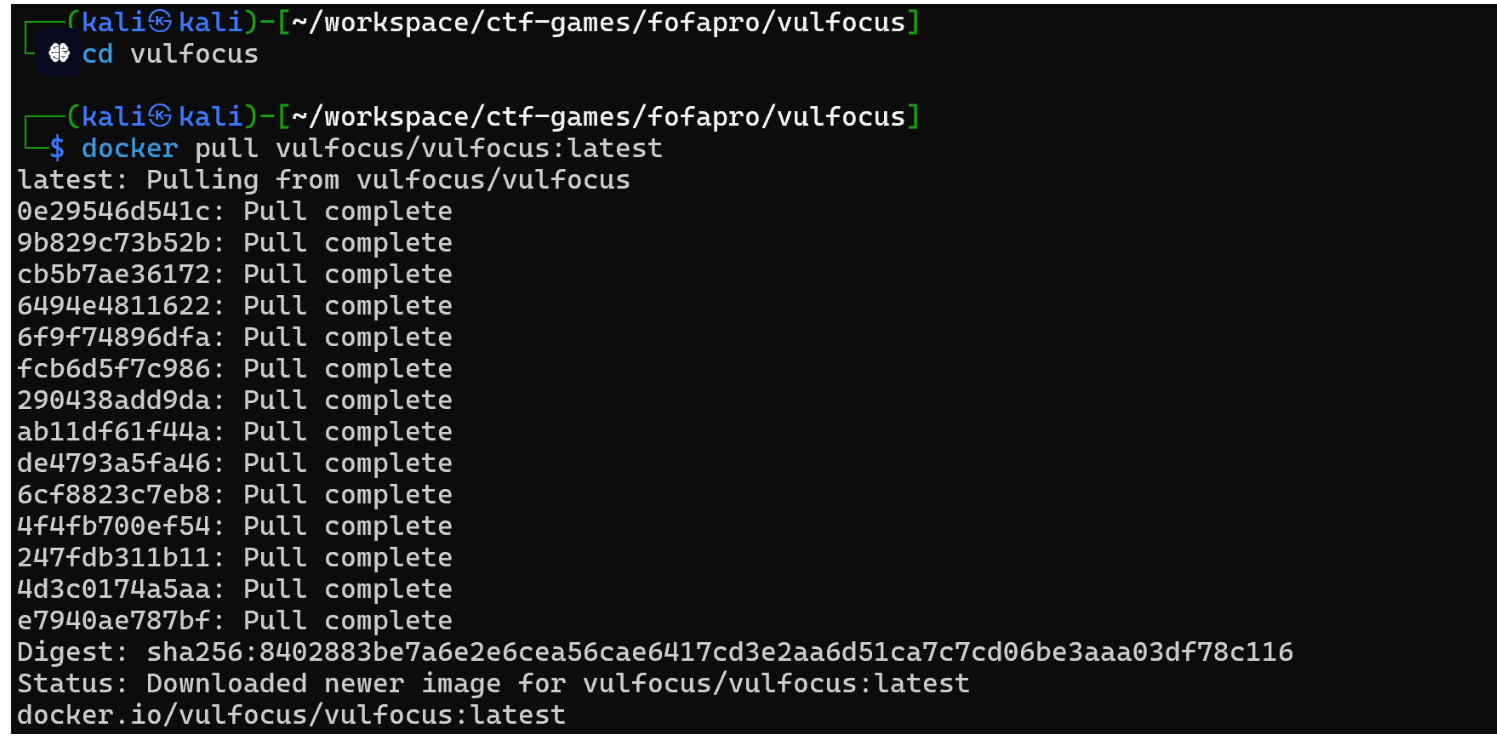 ┌──(kali㉿kali)-[~/workspace/ctf-games/fofapro/vulfocus]
└ cd vulfocus
┌──(kali㉿kali)-[~/workspace/ctf-games/fofapro/vulfocus]
└─$ docker pull vulfocus/vulfocus:latest
latest: Pulling from vulfocus/vulfocus
0e29546d541c: Pull complete
9b829c73b52b: Pull complete
cb5b7ae36172: Pull complete
6494e4811622: Pull complete
6f9f74896dfa: Pull complete
fcb6d5f7c986: Pull complete
290438add9da: Pull complete
ab11df61f44a: Pull complete
de4793a5fa46: Pull complete
6cf8823c7eb8: Pull complete
4f4fb700ef54: Pull complete
247fdb311b11: Pull complete
4d3c0174a5aa: Pull complete
e7940ae787bf: Pull complete
Digest: sha256:8402883be7a6e2e6cea56cae6417cd3e2aa6d51ca7c7cd06be3aaa03df78c116
Status: Downloaded newer image for vulfocus/vulfocus:latest
docker.io/vulfocus/vulfocus:latest